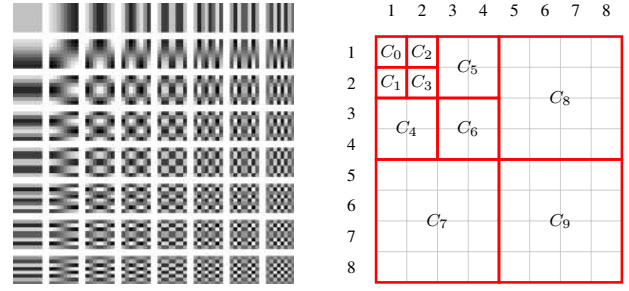 1 2 3 4 5 6 7 8
1 C₀ C₂
C₅
2 C₁ C₃
C₈
3
C₄ C₆
4
5
6
C₇ C₉
7
8